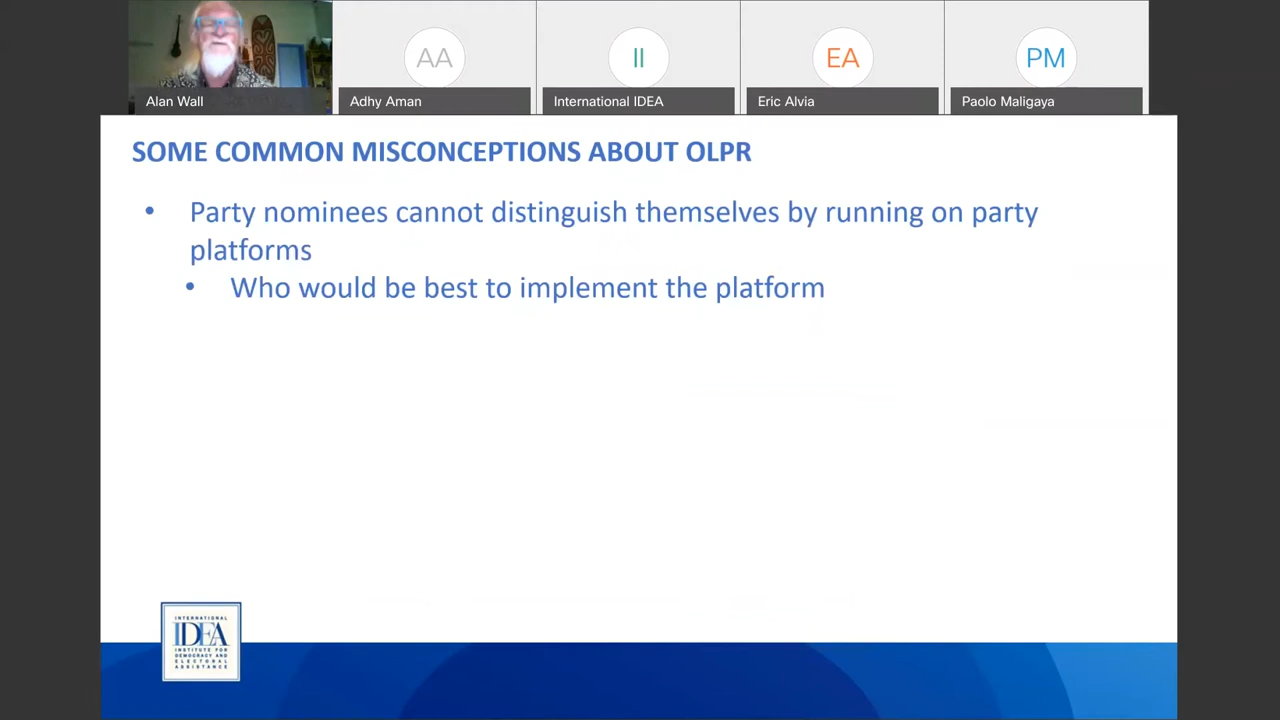 AA
II
EA
PM
Alan Wall
Adhy Aman
International IDEA
Eric Alvia
Paolo Maligaya
SOME COMMON MISCONCEPTIONS ABOUT OLPR
• Party nominees cannot distinguish themselves by running on party
platforms
• Who would be best to implement the platform
INTERNATIONAL
IDEA
INSTITUTE FOR
DEMOCRACY AND
ELECTORAL
ASSISTANCE